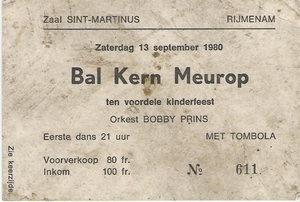 Zaal SINT-MARTINUS RIJMENAM
Zaterdag 13 september 1980
Bal Kern Meurop
ten voordele kinderfeest
Orkest BOBBY PRINS
Eerste dans 21 uur MET TOMBOLA
Voorverkoop 80 fr.
Inkom 100 fr. № 611
Zie keerzijde